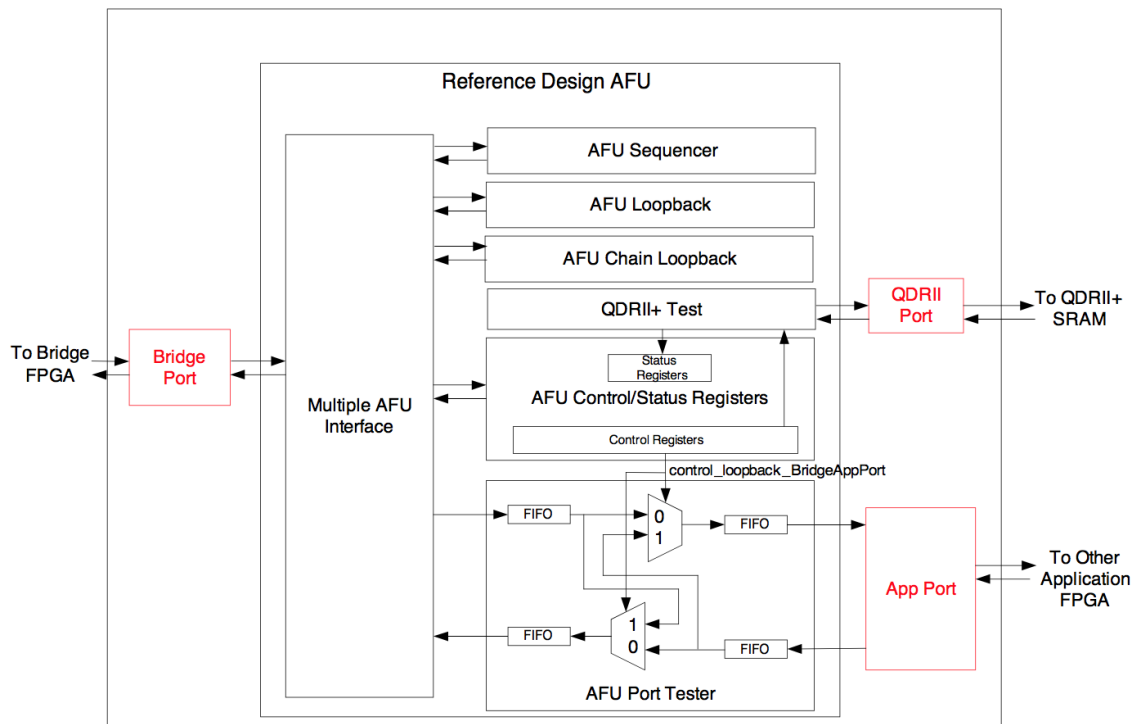 Reference Design AFU
AFU Sequencer
AFU Loopback
AFU Chain Loopback
QDRII+ Test
QDRII
Port
To QDRII+
SRAM
To Bridge
FPGA
Bridge
Port
Multiple AFU
Interface
Status
Registers
AFU Control/Status Registers
Control Registers
control_loopback_BridgeAppPort
FIFO
0
1
FIFO
App Port
To Other
Application
FPGA
FIFO
1
0
FIFO
AFU Port Tester